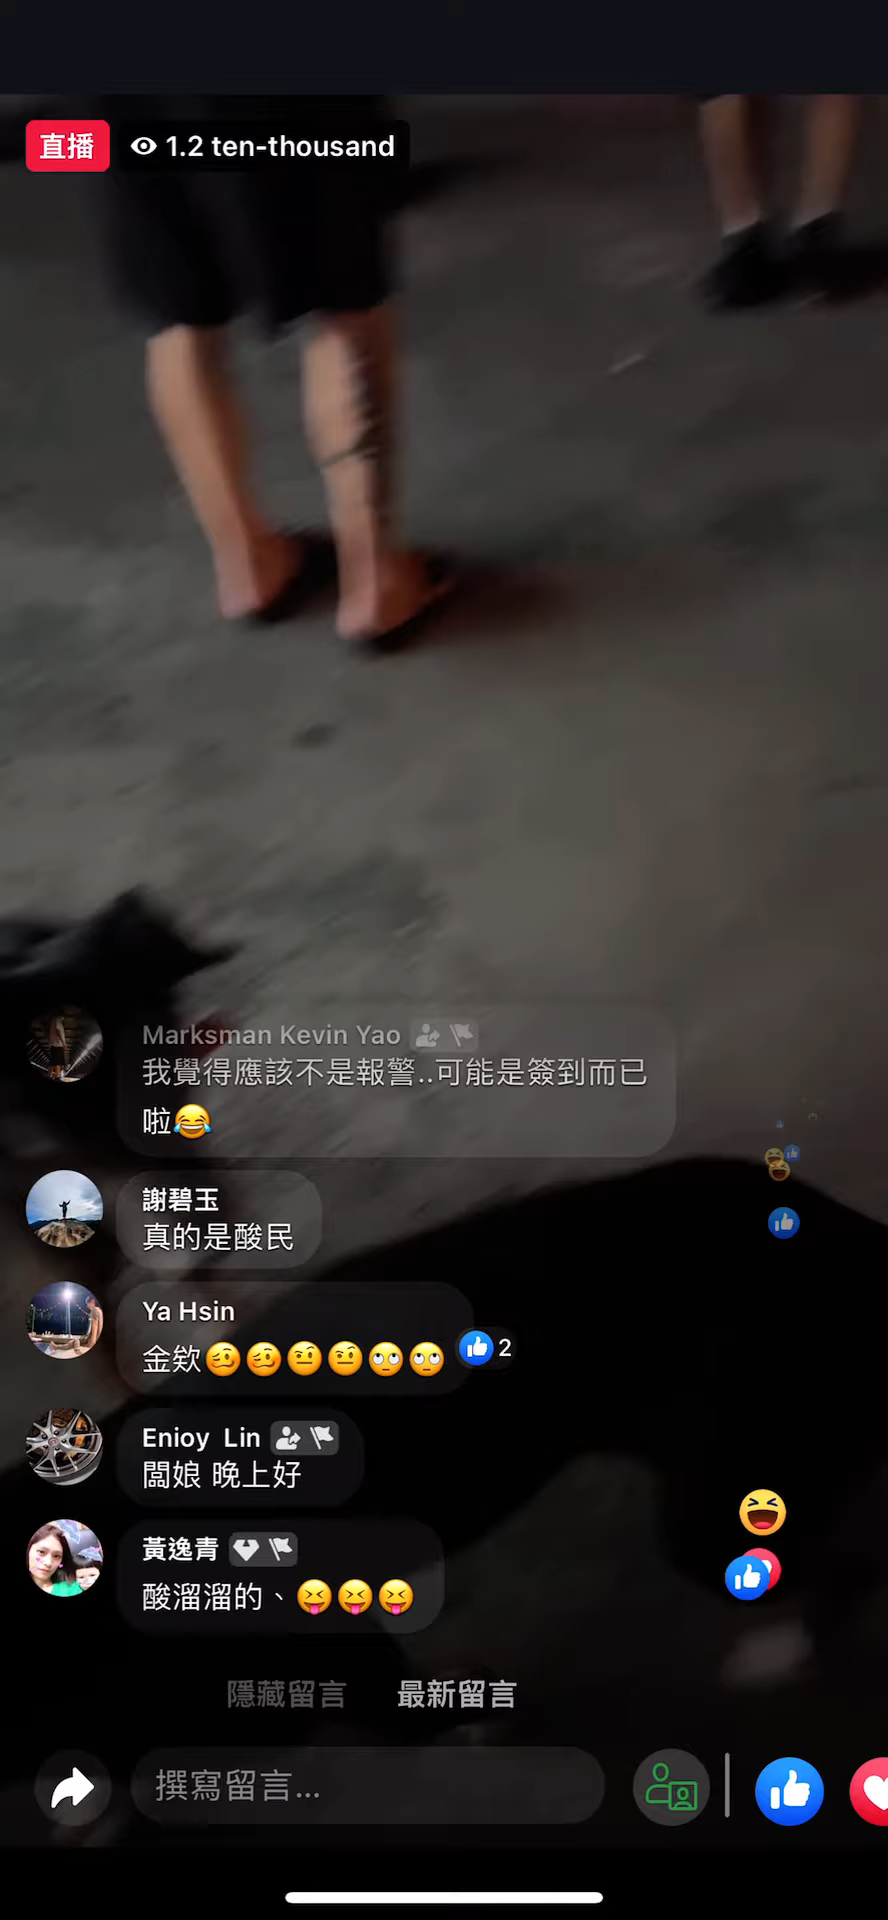 直播
1.2 ten-thousand
Marksman Kevin Yao
我覺得應該不是報警..可能是簽到而已
啦😂
謝碧玉
真的是酸民
Ya Hsin
金欸🥴🥴🤨🤨🙄🙄
2
Enioy Lin
闆娘 晚上好
黃逸青
酸溜溜的、😝😝😝
隱藏留言
最新留言
撰寫留言...